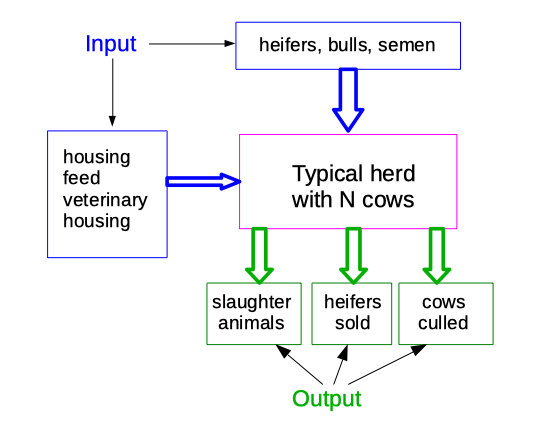 Input
heifers, bulls, semen
housing
feed
veterinary
housing
Typical herd
with N cows
slaughter
animals
heifers
sold
cows
culled
Output